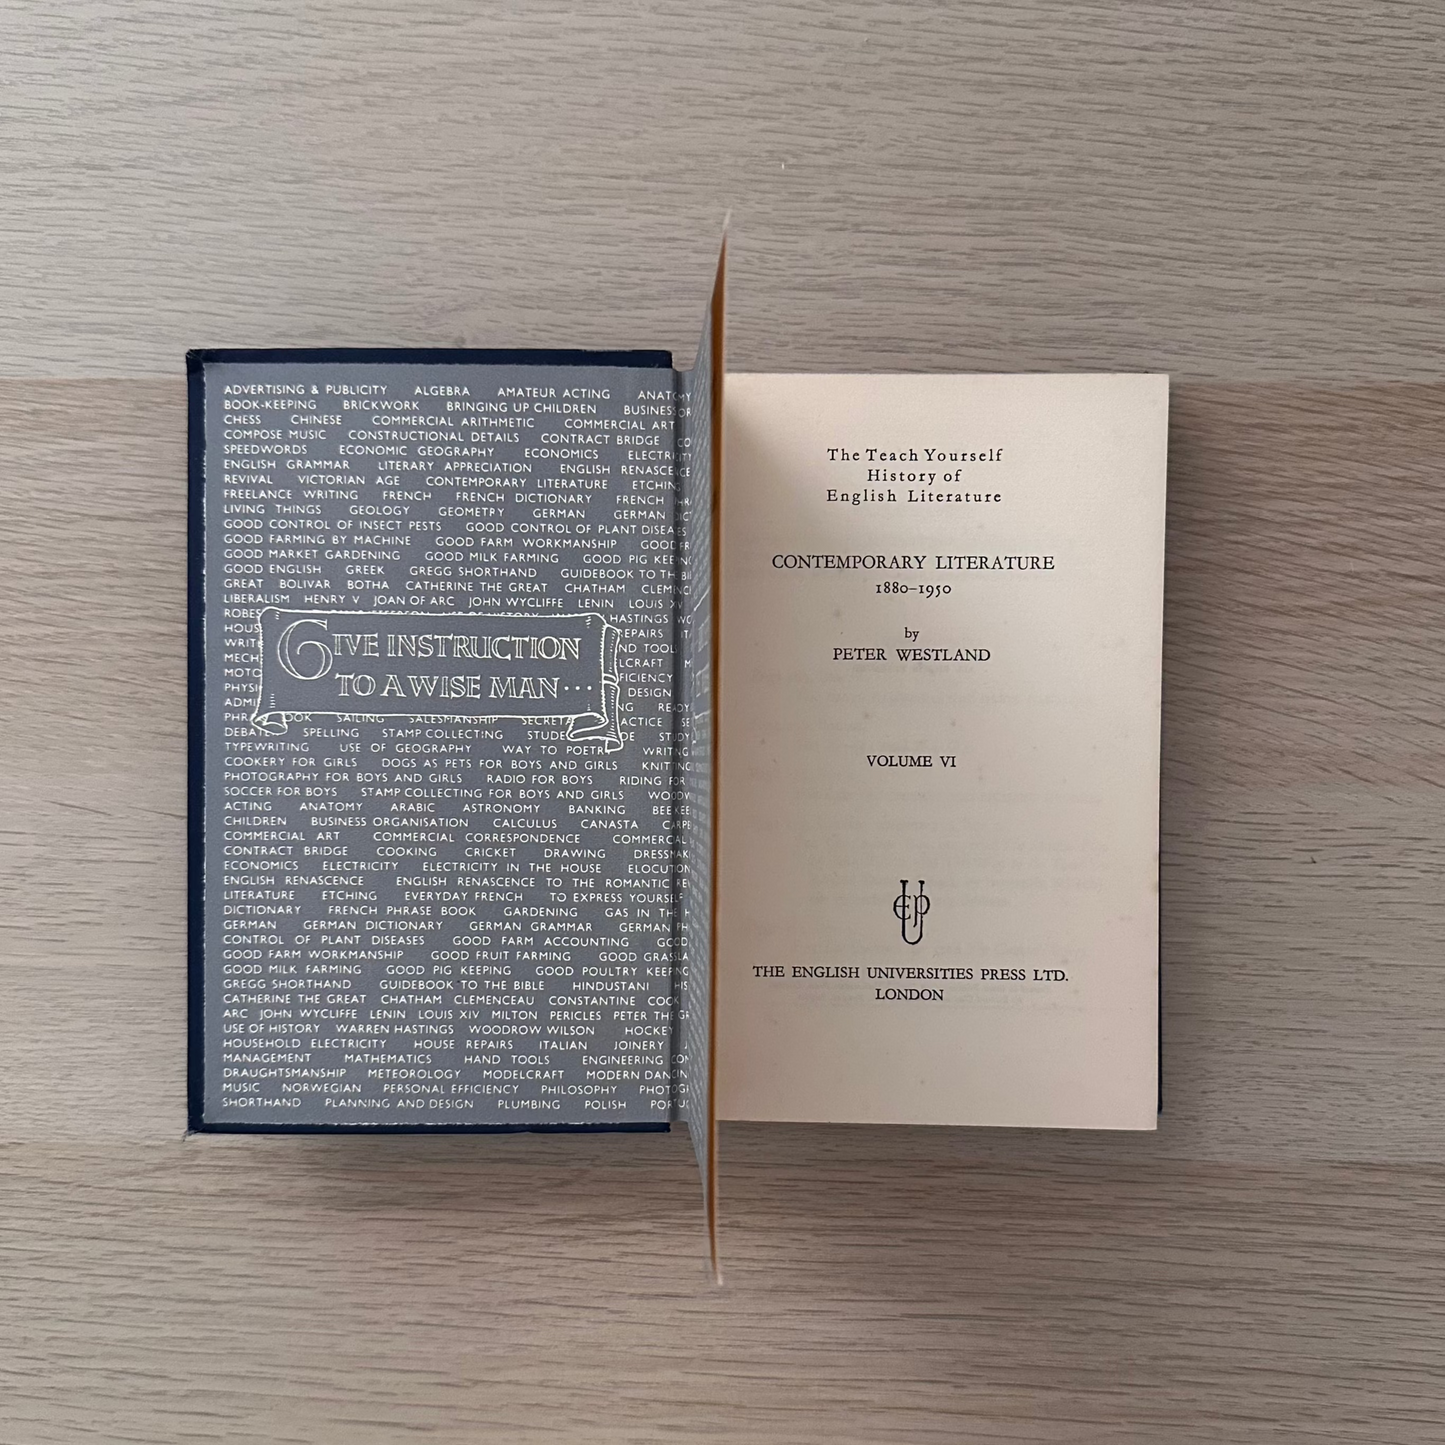 ADVERTISING & PUBLICITY ALGEBRA AMATEUR ACTING
BOOK-KEEPING BRICKWORK BRINGING UP CHILDREN BUSINESS
CHESS CHINESE COMMERCIAL ARITHMETIC COMMERCIAL ART
COMPOSE MUSIC CONSTRUCTIONAL DETAILS CONTRACT BRIDGE
SPEEDWORDS ECONOMIC GEOGRAPHY ECONOMICS
ENGLISH GRAMMAR LITERARY APPRECIATION ENGLISH
REVIVAL VICTORIAN AGE CONTEMPORARY LITERATURE ETCHING
FREELANCE WRITING FRENCH FRENCH DICTIONARY FRENCH
LIVING THINGS GEOLOGY GEOMETRY GERMAN GERMAN
GOOD CONTROL OF INSECT PESTS GOOD CONTROL OF PLANT
GOOD FARMING BY MACHINE GOOD FARM WORKMANSHIP GOOD
GOOD MARKET GARDENING GOOD MILK FARMING GOOD PIG
GOOD ENGLISH GREEK GREGG SHORTHAND GUIDEBOOK TO
GREAT BOLIVAR BOTHA CATHERINE THE GREAT CHATHAM
LIBERALISM HENRY V JOAN OF ARC JOHN WYCLIFFE LENIN LOUIS XIV
HASTINGS
REPAIRS
GIVE INSTRUCTION
TO A WISE MAN...
DESIGN
SAILING SALESMANSHIP
SPELLING STAMP COLLECTING
TYPEWRITING USE OF GEOGRAPHY WAY TO POETRY
COOKERY FOR GIRLS DOGS AS PETS FOR BOYS AND GIRLS
PHOTOGRAPHY FOR BOYS AND GIRLS RADIO FOR BOYS RIDING FOR
SOCCER FOR BOYS STAMP COLLECTING FOR BOYS AND GIRLS
ACTING ANATOMY ARABIC ASTRONOMY BANKING
CHILDREN BUSINESS ORGANISATION CALCULUS CANASTA
COMMERCIAL ART COMMERCIAL CORRESPONDENCE COMMERCIAL
CONTRACT BRIDGE COOKING CRICKET DRAWING
ECONOMICS ELECTRICITY ELECTRICITY IN THE HOUSE ELOCUTION
ENGLISH RENASCENCE ENGLISH RENASCENCE TO THE ROMANTIC
LITERATURE ETCHING EVERYDAY FRENCH TO EXPRESS YOURSELF
DICTIONARY FRENCH PHRASE BOOK GARDENING GAS IN THE
GERMAN GERMAN DICTIONARY GERMAN GRAMMAR GERMAN
CONTROL OF PLANT DISEASES GOOD FARM ACCOUNTING
GOOD FARM WORKMANSHIP GOOD FRUIT FARMING GOOD
GOOD MILK FARMING GOOD PIG KEEPING GOOD POULTRY KEEPING
GREGG SHORTHAND GUIDEBOOK TO THE BIBLE HINDUSTANI
CATHERINE THE GREAT CHATHAM CLEMENCEAU CONSTANTINE COOK
ARC JOHN WYCLIFFE LENIN LOUIS XIV MILTON PERICLES PETER THE
USE OF HISTORY WARREN HASTINGS WOODROW WILSON HOCKEY
HOUSEHOLD ELECTRICITY HOUSE REPAIRS ITALIAN JOINERY
MANAGEMENT MATHEMATICS HAND TOOLS ENGINEERING
DRAUGHTSMANSHIP METEOROLOGY MODELCRAFT MODERN
MUSIC NORWEGIAN PERSONAL EFFICIENCY PHILOSOPHY
SHORTHAND PLANNING AND DESIGN PLUMBING POLISH
The Teach Yourself
History of
English Literature
CONTEMPORARY LITERATURE
1880–1950
by
PETER WESTLAND
VOLUME VI
EUP
THE ENGLISH UNIVERSITIES PRESS LTD.
LONDON